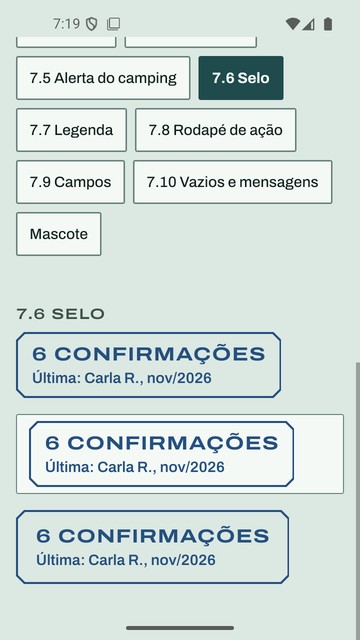 7:19
7.5 Alerta do camping
7.6 Selo
7.7 Legenda
7.8 Rodapé de ação
7.9 Campos
7.10 Vazios e mensagens
Mascote
7.6 SELO
6 CONFIRMAÇÕES
Última: Carla R., nov/2026
6 CONFIRMAÇÕES
Última: Carla R., nov/2026
6 CONFIRMAÇÕES
Última: Carla R., nov/2026